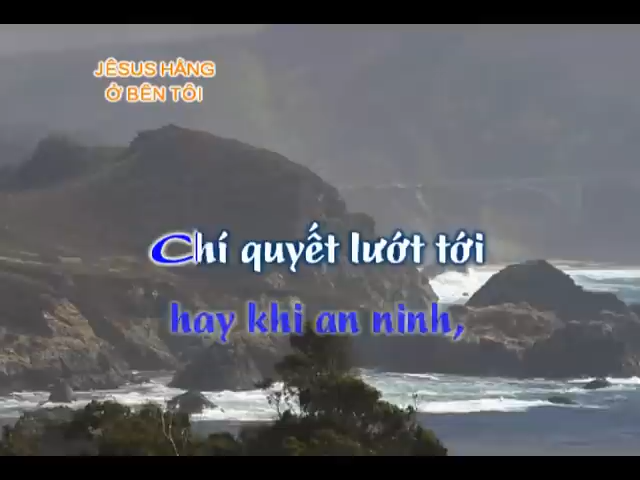 JÊSUS HẰNG
Ở BÊN TÔI
Chí quyết lướt tới
hay khi an ninh,